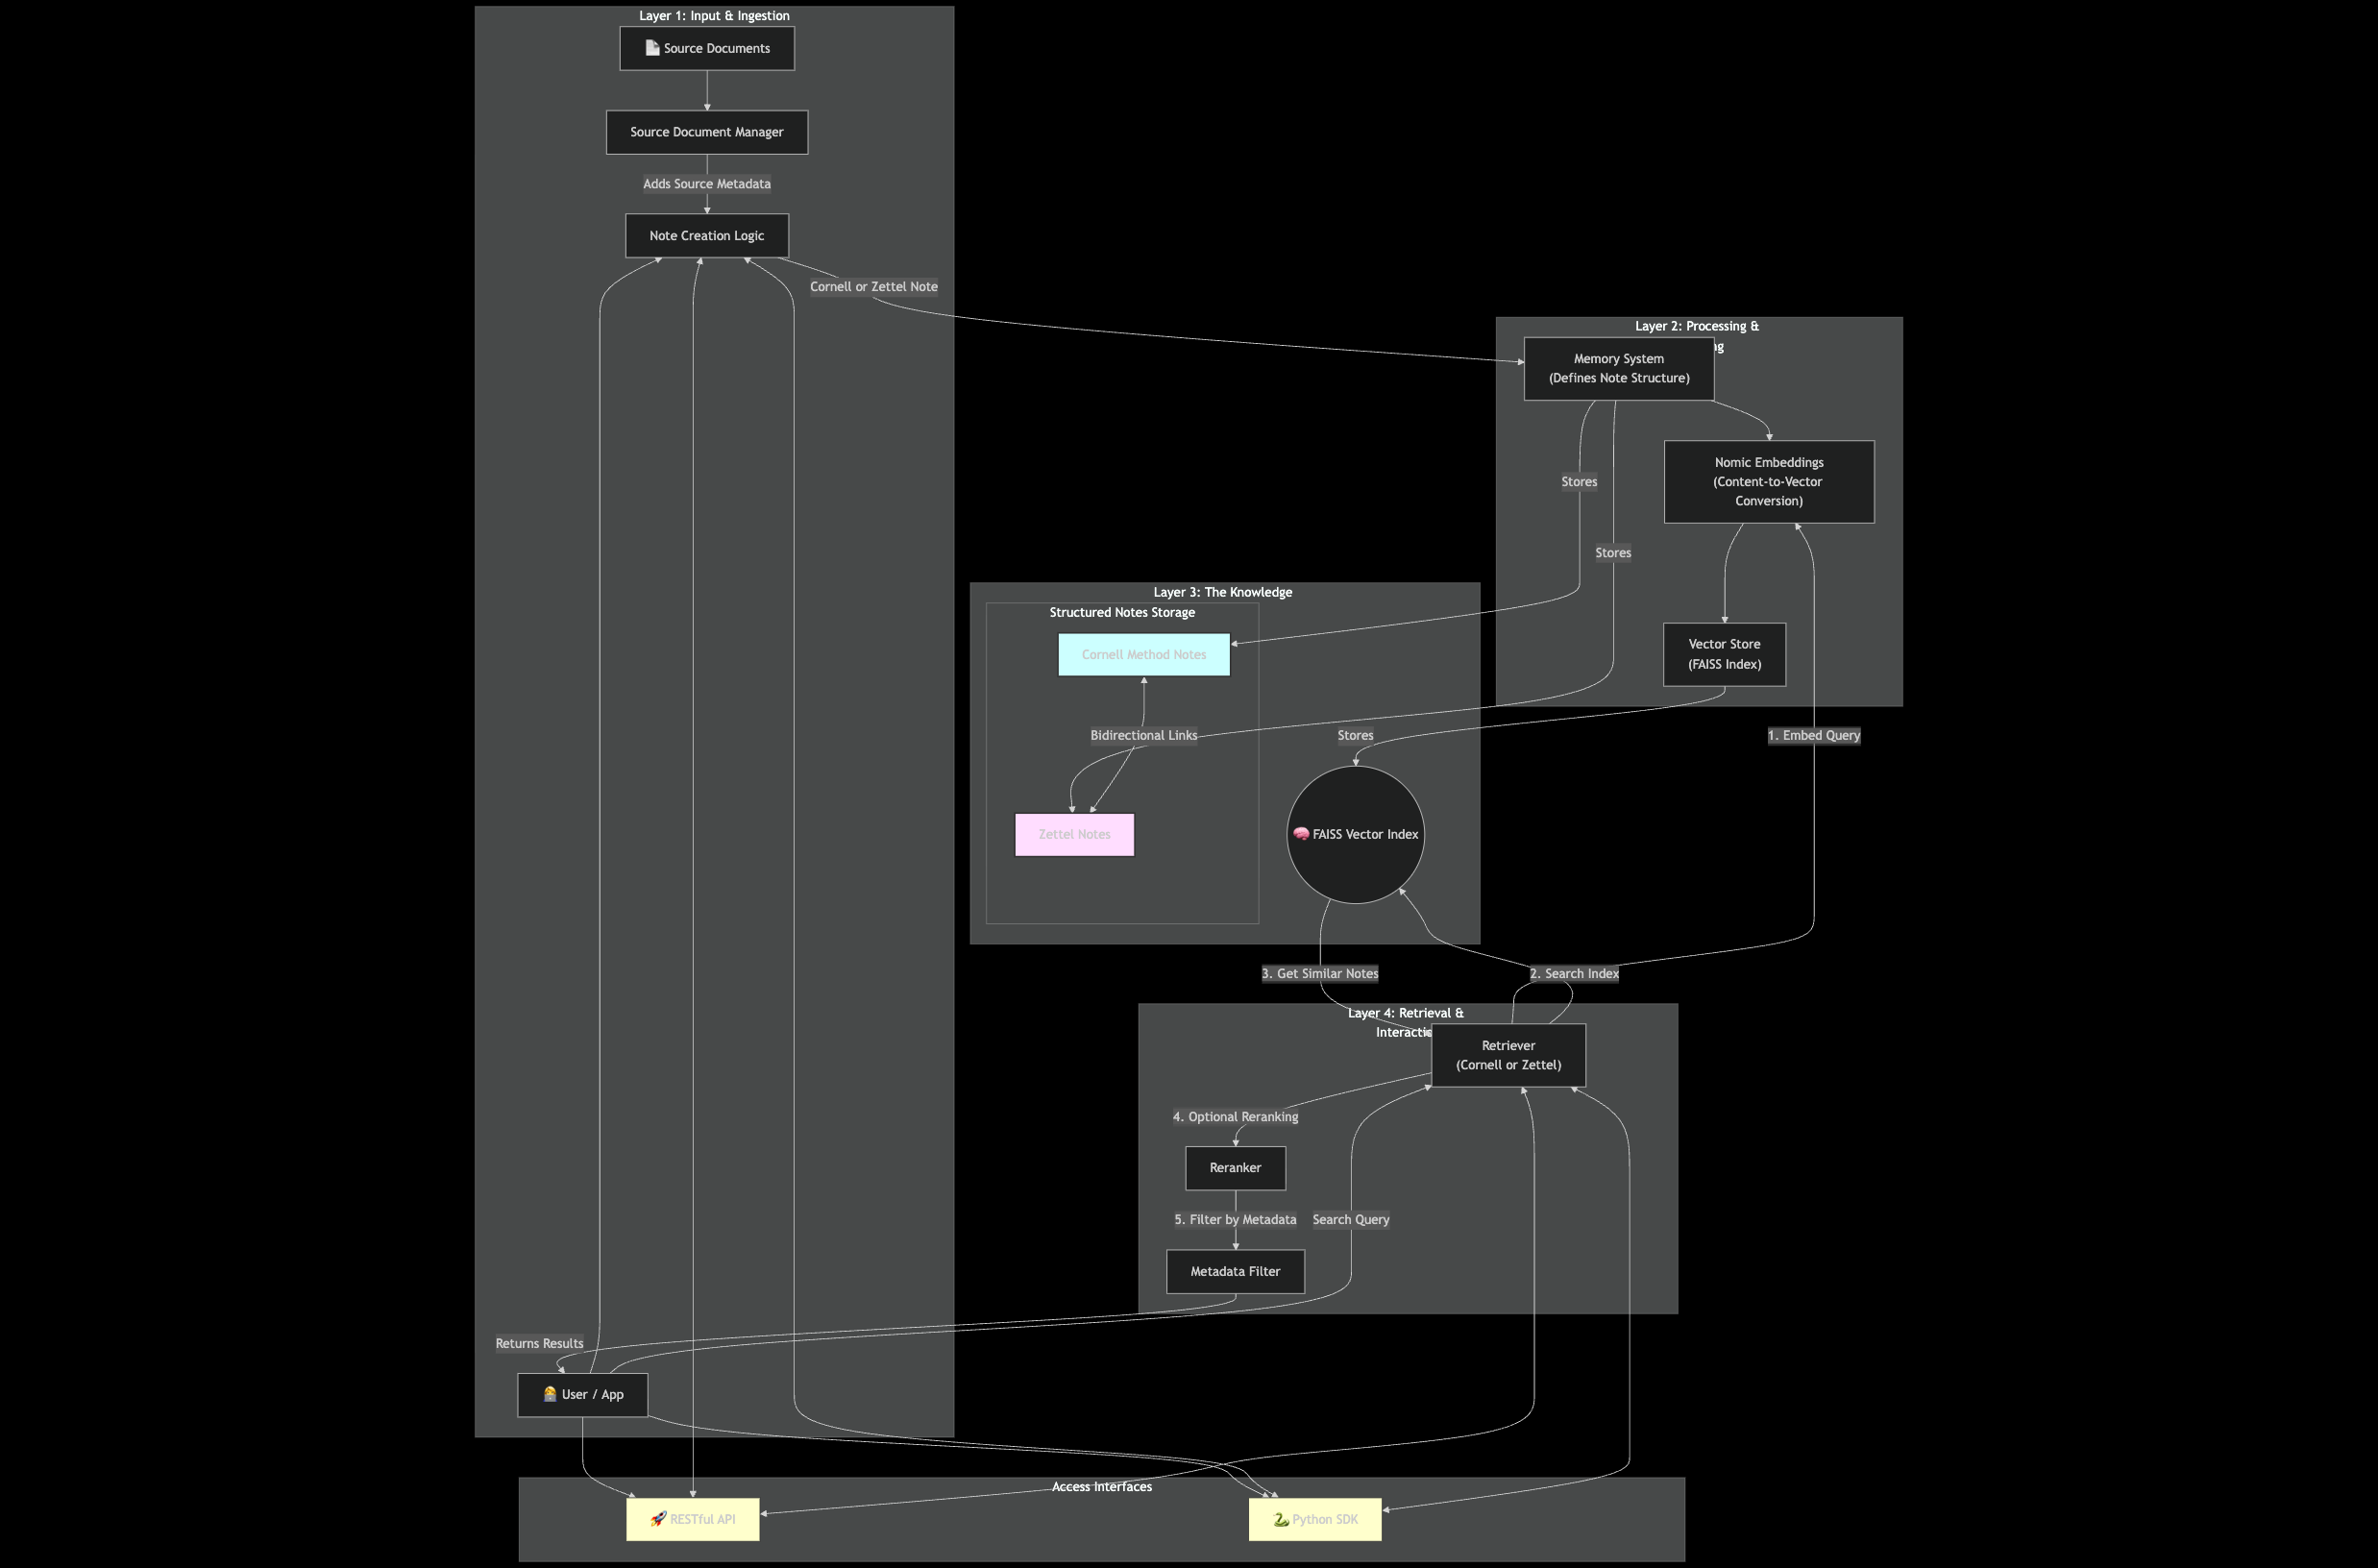 Layer 1: Input & Ingestion
Source Documents
Source Document Manager
Adds Source Metadata
Note Creation Logic
Cornell or Zettel Note
Layer 2: Processing &
Memory System
(Defines Note Structure)
Nomic Embeddings
(Content-to-Vector
Conversion)
Stores
Stores
Vector Store
(FAISS Index)
Layer 3: The Knowledge
Structured Notes Storage
Cornell Method Notes
Bidirectional Links
Stores
1. Embed Query
Zettel Notes
FAISS Vector Index
3. Get Similar Notes
2. Search Index
Layer 4: Retrieval &
Retriever
(Cornell or Zettel)
4. Optional Reranking
Reranker
5. Filter by Metadata
Search Query
Metadata Filter
Returns Results
User / App
Access Interfaces
RESTful API
Python SDK